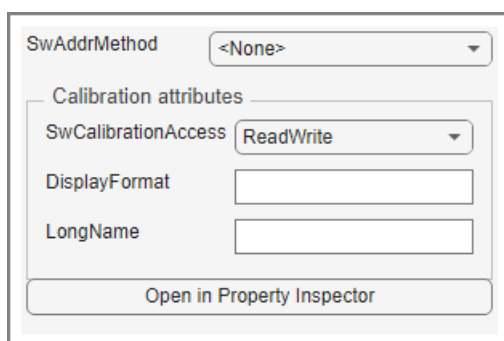 SwAddrMethod <None>
Calibration attributes
SwCalibrationAccess ReadWrite
DisplayFormat
LongName
Open in Property Inspector